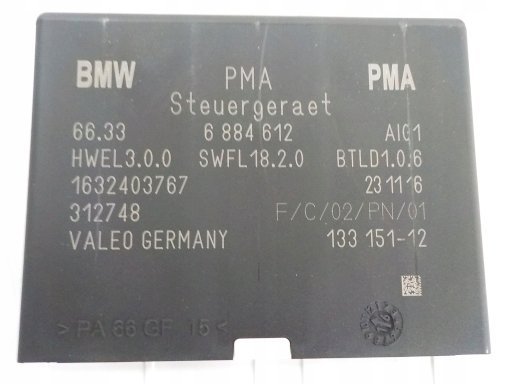 BMW PMA PMA
Steuergeraet
66.33 6 884 612 AI01
HWEL3.0.0 SWFL18.2.0 BTLD1.0.6
1632403767 231116
312748 F/C/02/PN/01
VALEO GERMANY 133 151-12
>PA 66 GF 15<